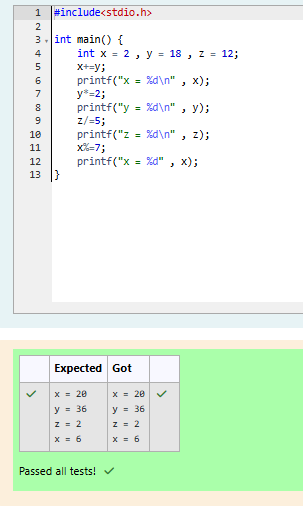 1 #include<stdio.h>
2
3 int main() {
4 int x = 2 , y = 18 , z = 12;
5 x+=y;
6 printf("x = %d\n" , x);
7 y*=2;
8 printf("y = %d\n" , y);
9 z/=5;
10 printf("z = %d\n" , z);
11 x%=7;
12 printf("x = %d" , x);
13 }
Expected Got
x = 20 x = 20
y = 36 y = 36
z = 2 z = 2
x = 6 x = 6
Passed all tests!